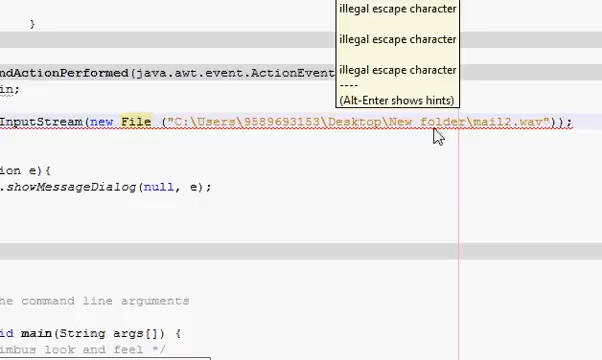 illegal escape character
}
illegal escape character
illegal escape character
ndActionPerformed(java.awt.event.ActionEvent
----
in;
(Alt-Enter shows hints)
InputStream(new File ("C:\Users\9589693153\Desktop\New folder\mail2.wav"));
ion e){
.showMessageDialog(null, e);
he command line arguments
id main(String args[]) {
imbus look and feel */